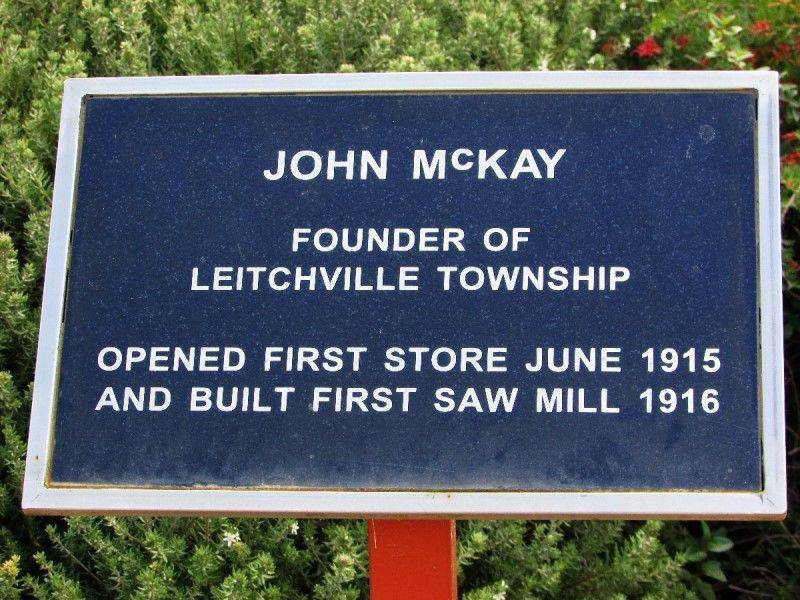 JOHN McKAY
FOUNDER OF
LEITCHVILLE TOWNSHIP
OPENED FIRST STORE JUNE 1915
AND BUILT FIRST SAW MILL 1916